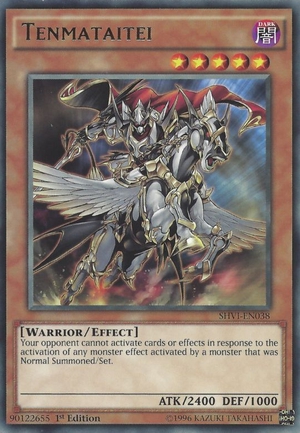 TENMATAITEI
DARK
闇
SHVI-EN038
[WARRIOR/EFFECT]
Your opponent cannot activate cards or effects in response to the
activation of any monster effect activated by a monster that was
Normal Summoned/Set.
ATK/2400 DEF/1000
90122655 1st Edition ©1996 KAZUKI TAKAHASHI